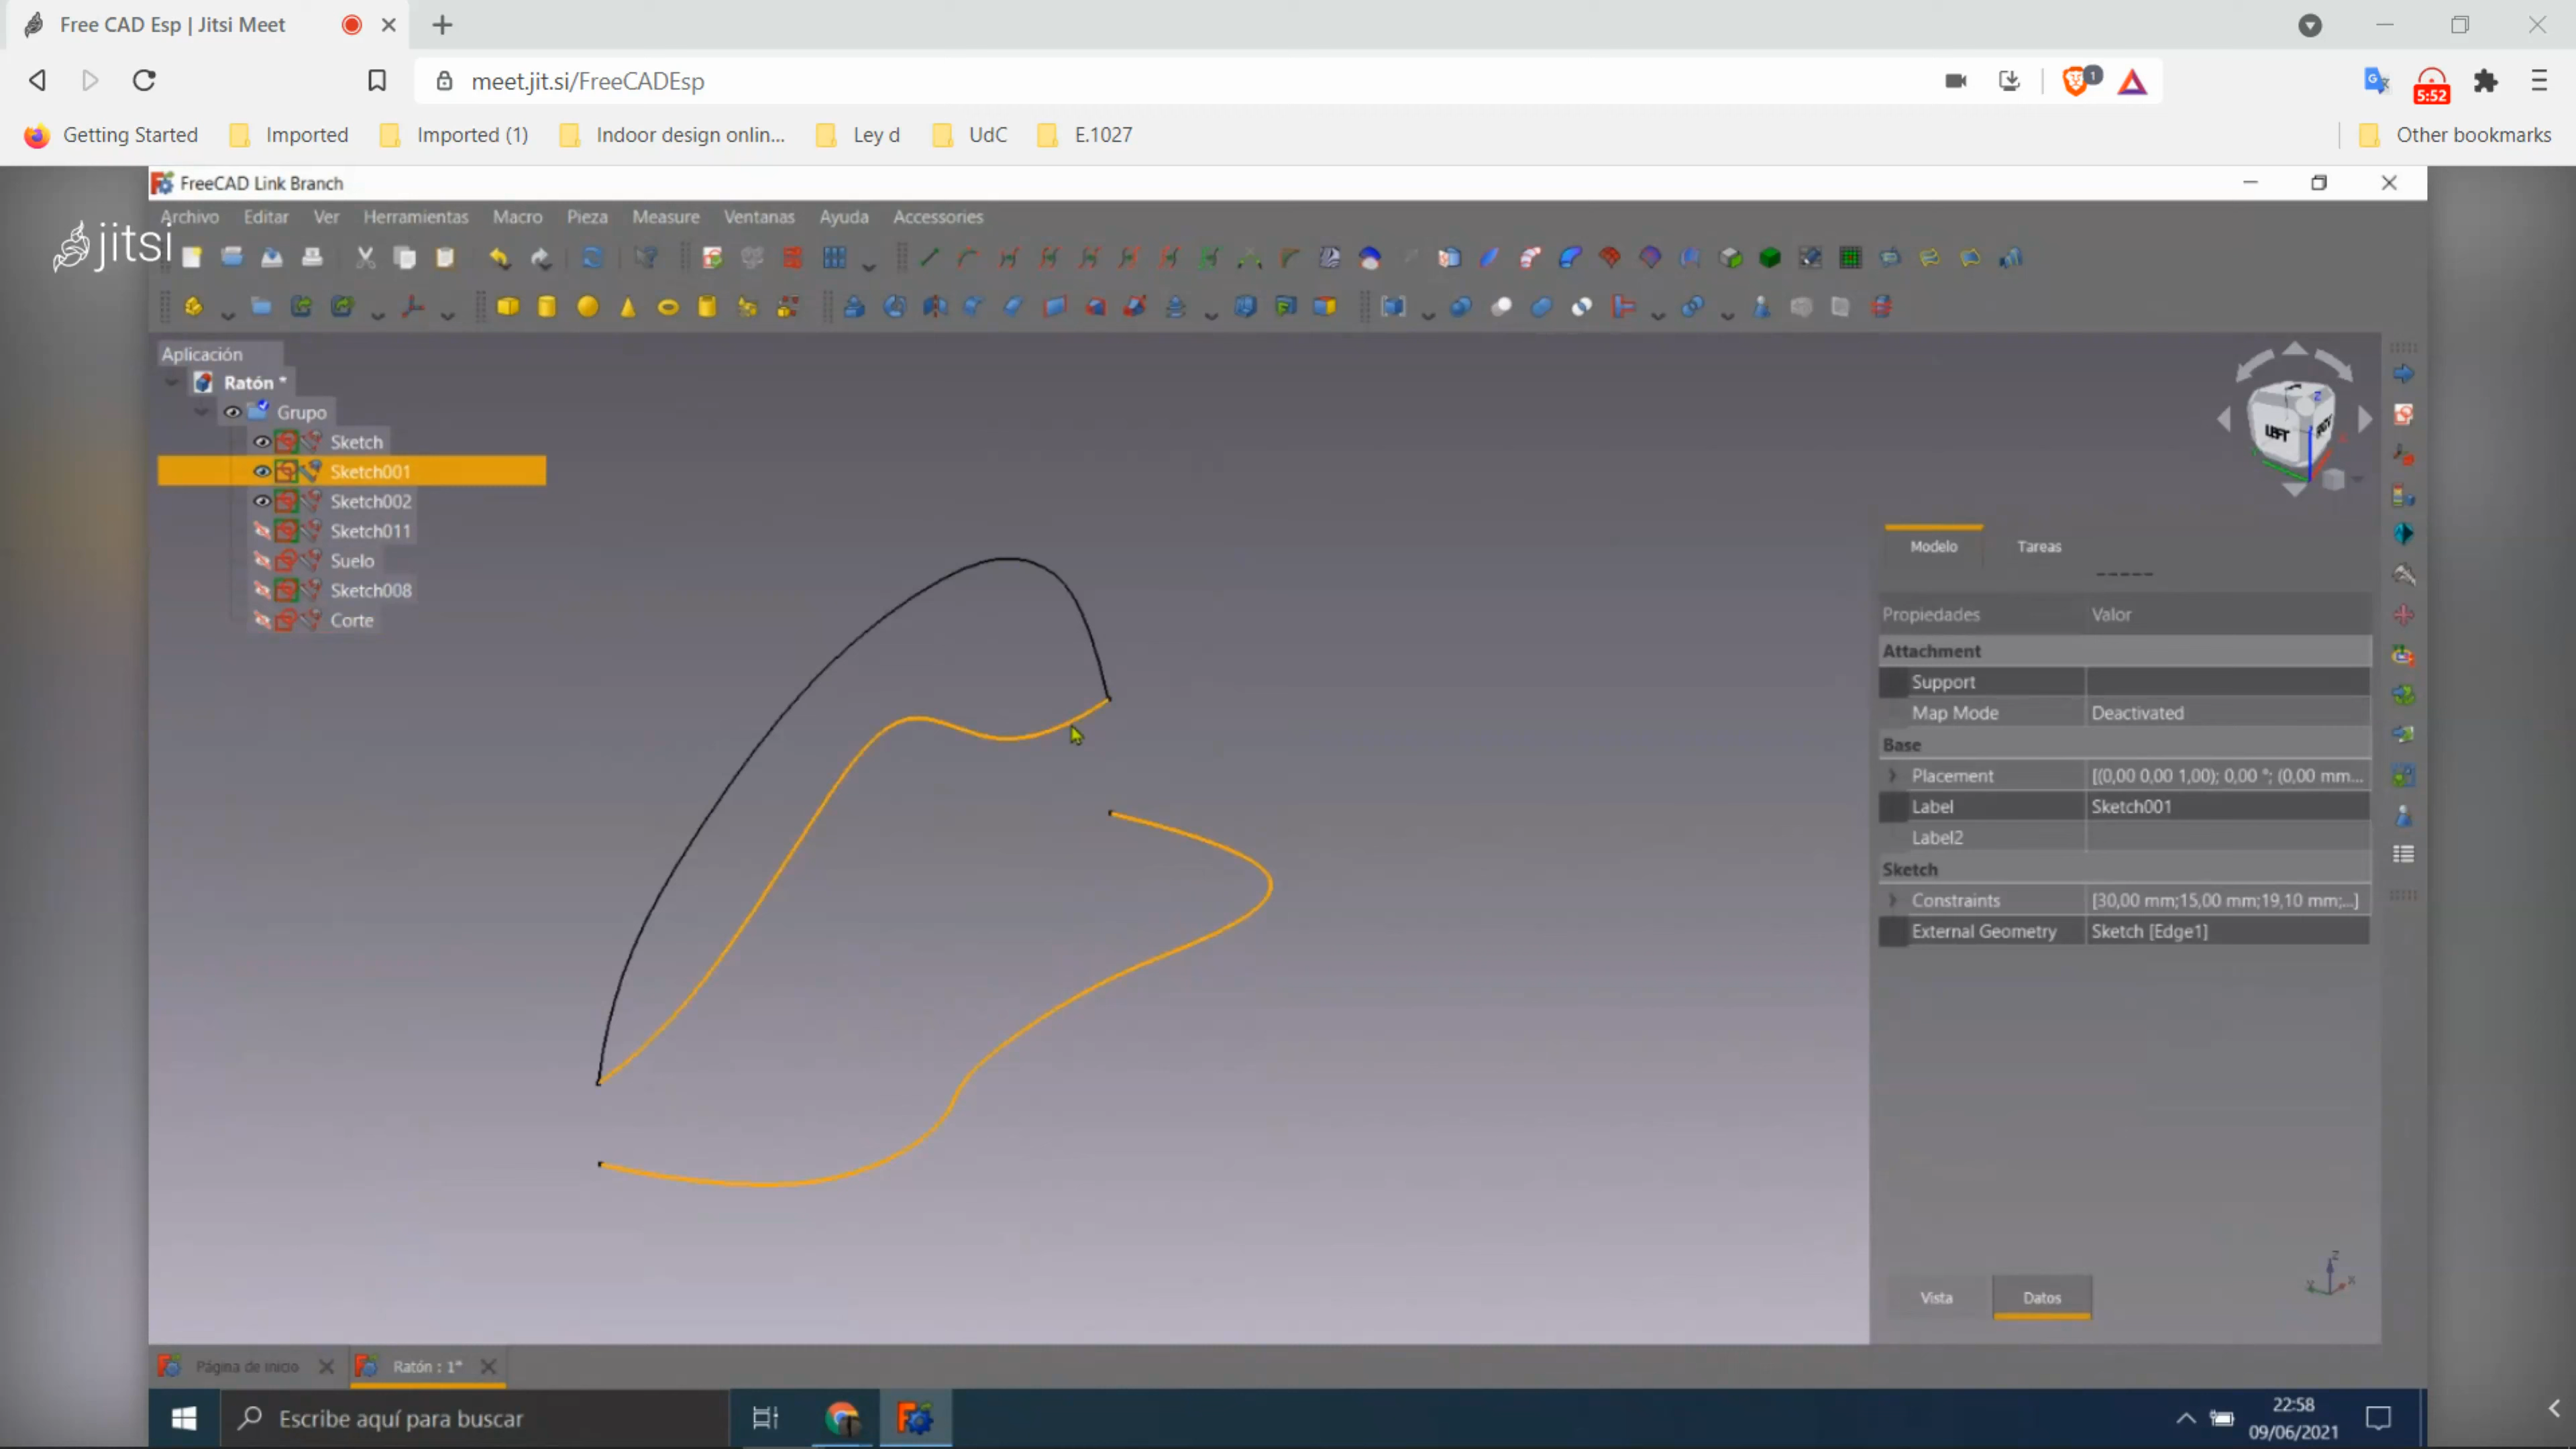 Free CAD Esp | Jitsi Meet
meet.jit.si/FreeCADEsp
1
5:52
Getting Started
Imported
Imported (1)
Indoor design onlin...
Ley d
UdC
E.1027
Other bookmarks
FreeCAD Link Branch
jitsi
Archivo
Editar
Ver
Herramientas
Macro
Pieza
Measure
Ventanas
Ayuda
Accessories
Aplicación
Ratón *
Grupo
Sketch
Sketch001
Sketch002
Sketch011
Suelo
Sketch008
Corte
LEFT
Z
Modelo
Tareas
Propiedades
Valor
Attachment
Support
Map Mode
Deactivated
Base
Placement
[(0,00 0,00 1,00); 0,00 °; (0,00 mm...
Label
Sketch001
Label2
Sketch
Constraints
[30,00 mm;15,00 mm;19,10 mm;...]
External Geometry
Sketch [Edge1]
Z
Y
X
Vista
Datos
Página de inicio
Ratón : 1*
Escribe aquí para buscar
22:58
09/06/2021